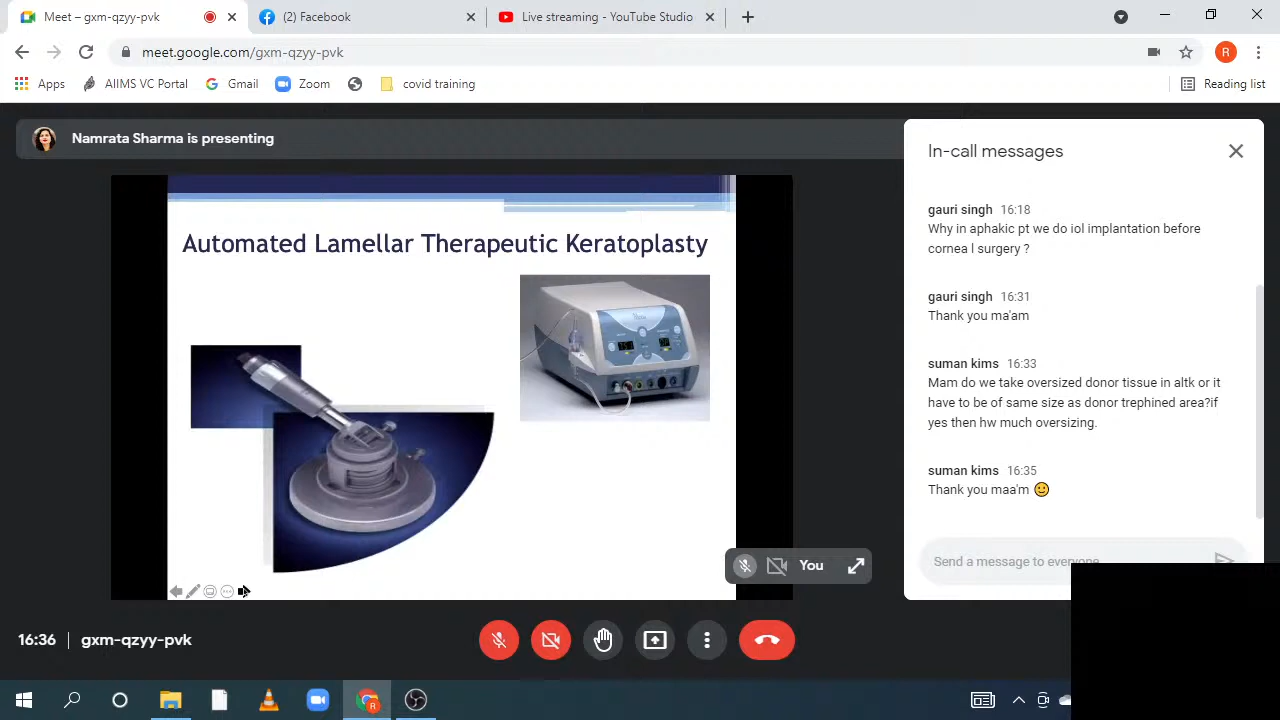 Meet – gxm-qzyy-pvk
(2) Facebook
Live streaming - YouTube Studio
meet.google.com/gxm-qzyy-pvk
R
Apps
AIIMS VC Portal
Gmail
Zoom
covid training
Reading list
Namrata Sharma is presenting
Automated Lamellar Therapeutic Keratoplasty
You
In-call messages
gauri singh 16:18
Why in aphakic pt we do iol implantation before
cornea l surgery ?
gauri singh 16:31
Thank you ma'am
suman kims 16:33
Mam do we take oversized donor tissue in altk or it
have to be of same size as donor trephined area?if
yes then hw much oversizing.
suman kims 16:35
Thank you maa'm 🙂
Send a message to everyone
16:36 | gxm-qzyy-pvk